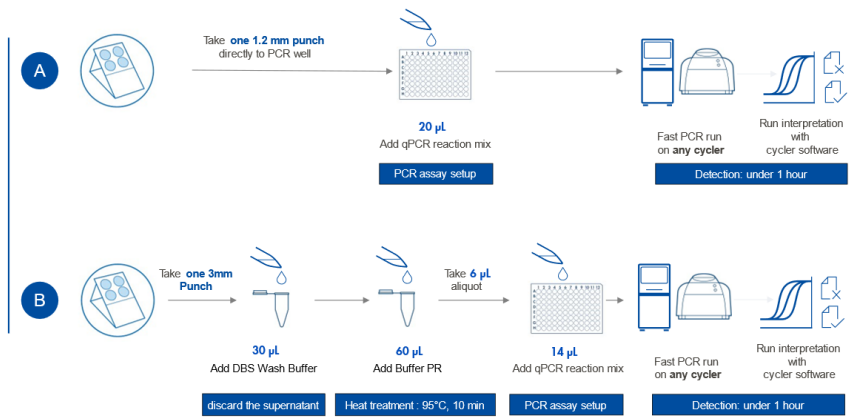 A
Take one 1.2 mm punch
directly to PCR well
20 µL
Add qPCR reaction mix
PCR assay setup
Fast PCR run
on any cycler
Run interpretation
with
cycler software
Detection: under 1 hour
B
Take one 3mm
Punch
30 µL
Add DBS Wash Buffer
discard the supernatant
60 µL
Add Buffer PR
Heat treatment : 95°C, 10 min
Take 6 µL
aliquot
14 µL
Add qPCR reaction mix
PCR assay setup
Fast PCR run
on any cycler
Run interpretation
with
cycler software
Detection: under 1 hour